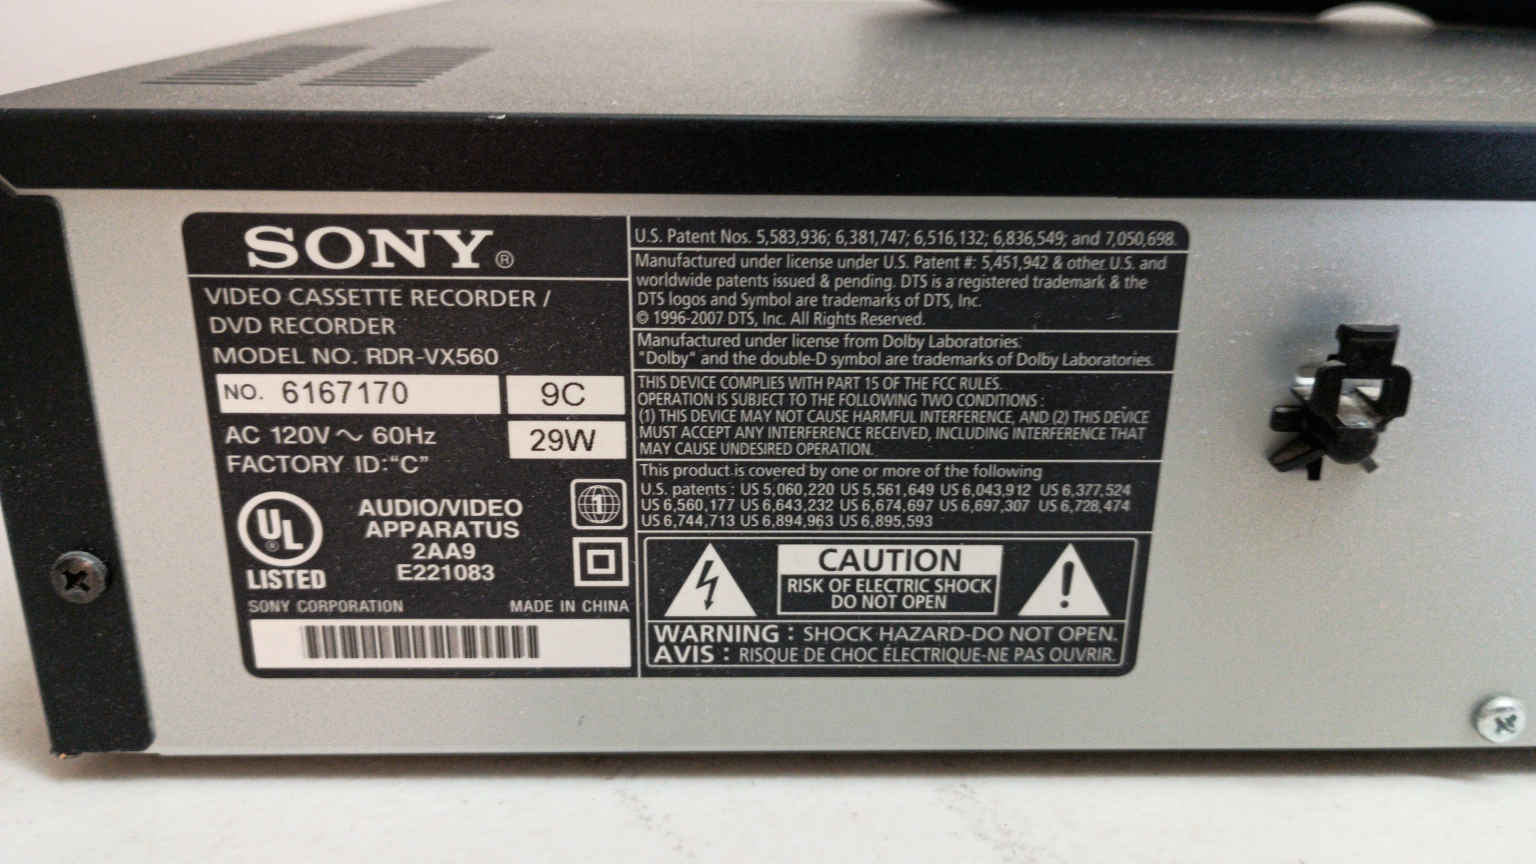 SONY®
VIDEO CASSETTE RECORDER /
DVD RECORDER
MODEL NO. RDR-VX560
NO. 6167170
9C
AC 120V ~ 60Hz
29W
FACTORY ID:"C"
UL®
LISTED
AUDIO/VIDEO
APPARATUS
2AA9
E221083
1
SONY CORPORATION
MADE IN CHINA
U.S. Patent Nos. 5,583,936; 6,381,747; 6,516,132; 6,836,549; and 7,050,698.
Manufactured under license under U.S. Patent #: 5,451,942 & other U.S. and
worldwide patents issued & pending. DTS is a registered trademark & the
DTS logos and Symbol are trademarks of DTS, Inc.
© 1996-2007 DTS, Inc. All Rights Reserved.
Manufactured under license from Dolby Laboratories.
"Dolby" and the double-D symbol are trademarks of Dolby Laboratories.
THIS DEVICE COMPLIES WITH PART 15 OF THE FCC RULES.
OPERATION IS SUBJECT TO THE FOLLOWING TWO CONDITIONS :
(1) THIS DEVICE MAY NOT CAUSE HARMFUL INTERFERENCE, AND (2) THIS DEVICE
MUST ACCEPT ANY INTERFERENCE RECEIVED, INCLUDING INTERFERENCE THAT
MAY CAUSE UNDESIRED OPERATION.
This product is covered by one or more of the following
U.S. patents : US 5,060,220 US 5,561,649 US 6,043,912 US 6,377,524
US 6,560,177 US 6,643,232 US 6,674,697 US 6,697,307 US 6,728,474
US 6,744,713 US 6,894,963 US 6,895,593
CAUTION
RISK OF ELECTRIC SHOCK
DO NOT OPEN
WARNING : SHOCK HAZARD-DO NOT OPEN.
AVIS : RISQUE DE CHOC ÉLECTRIQUE-NE PAS OUVRIR.